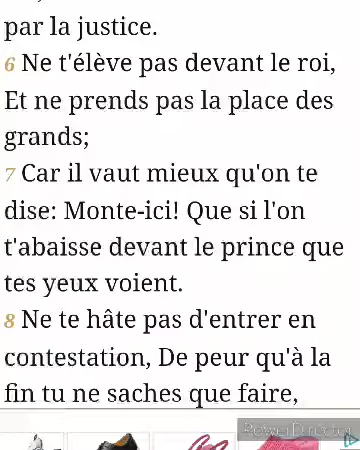 par la justice.
6 Ne t'élève pas devant le roi,
Et ne prends pas la place des
grands;
7 Car il vaut mieux qu'on te
dise: Monte-ici! Que si l'on
t'abaisse devant le prince que
tes yeux voient.
8 Ne te hâte pas d'entrer en
contestation, De peur qu'à la
fin tu ne saches que faire,
PowerDirector